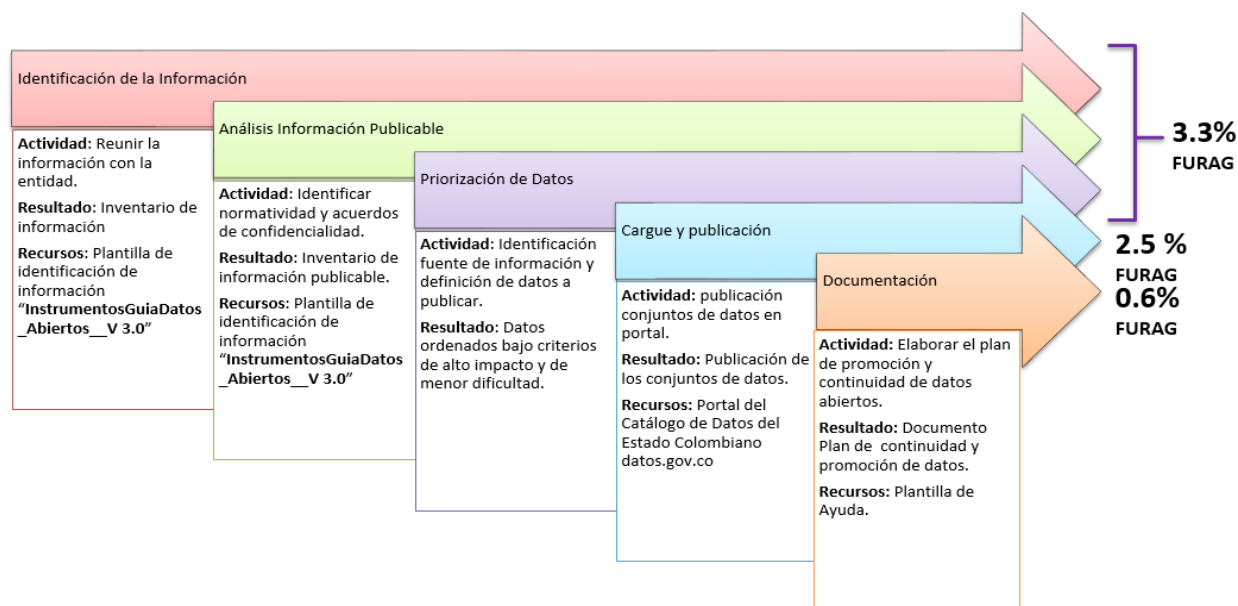 Identificación de la Información
Actividad: Reunir la
información con la
entidad.
Resultado: Inventario de
información
Recursos: Plantilla de
identificación de
información
“InstrumentosGuiaDatos
_Abiertos__V 3.0”
Análisis Información Publicable
Actividad: Identificar
normatividad y acuerdos
de confidencialidad.
Resultado: Inventario de
información publicable.
Recursos: Plantilla de
identificación de
información
“InstrumentosGuiaDatos
_Abiertos__V 3.0”
Priorización de Datos
Actividad: Identificación
fuente de información y
definición de datos a
publicar.
Resultado: Datos
ordenados bajo criterios
de alto impacto y de
menor dificultad.
Cargue y publicación
Actividad: publicación
conjuntos de datos en
portal.
Resultado: Publicación de
los conjuntos de datos.
Recursos: Portal del
Catálogo de Datos del
Estado Colombiano
datos.gov.co
Documentación
Actividad: Elaborar el plan
de promoción y
continuidad de datos
abiertos.
Resultado: Documento
Plan de continuidad y
promoción de datos.
Recursos: Plantilla de
Ayuda.
3.3%
FURAG
2.5 %
FURAG
0.6%
FURAG